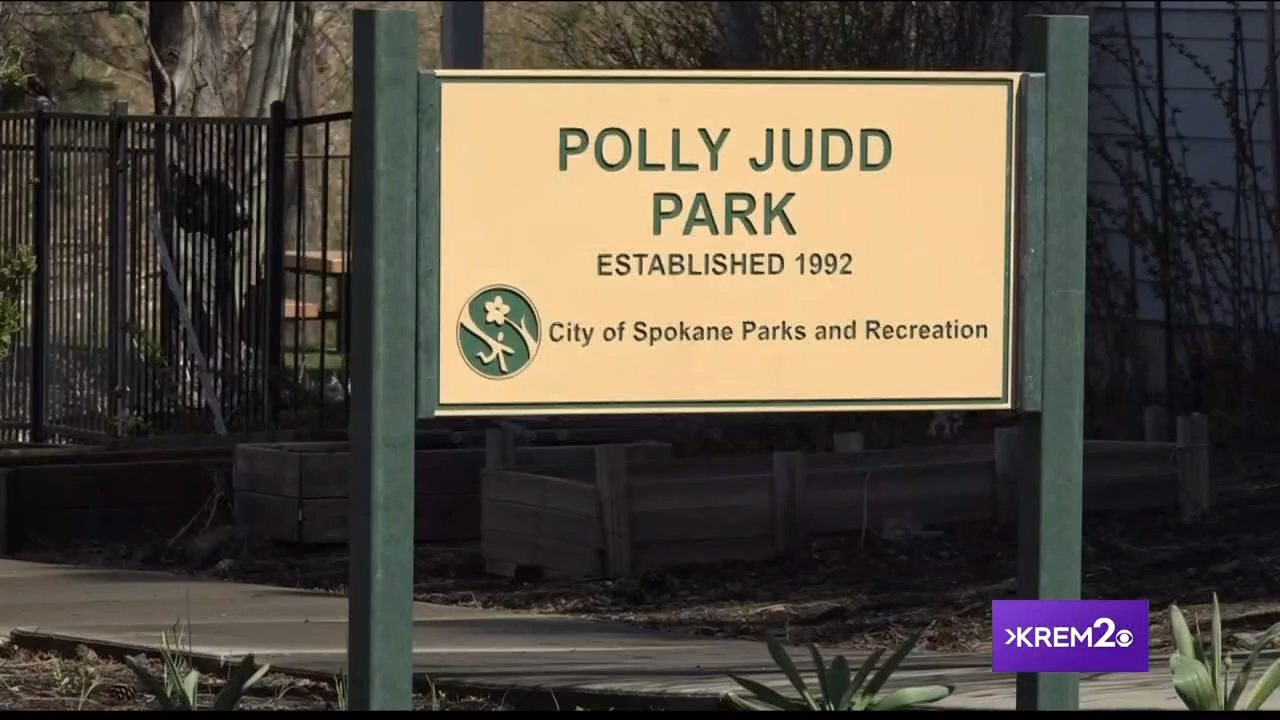 POLLY JUDD
PARK
ESTABLISHED 1992
City of Spokane Parks and Recreation
KREM2